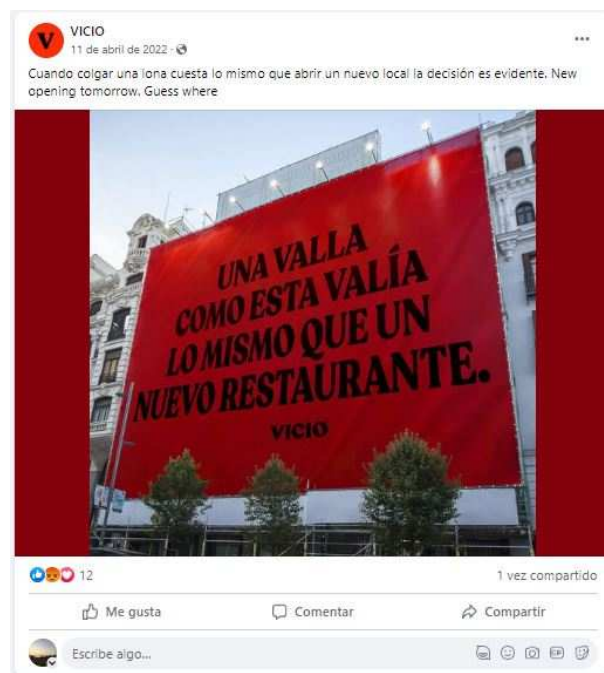 VICIO
11 de abril de 2022 ·
Cuando colgar una lona cuesta lo mismo que abrir un nuevo local la decisión es evidente. New
opening tomorrow. Guess where
UNA VALLA
COMO ESTA VALÍA
LO MISMO QUE UN
NUEVO RESTAURANTE.
VICIO
12
1 vez compartido
Me gusta
Comentar
Compartir
Escribe algo...